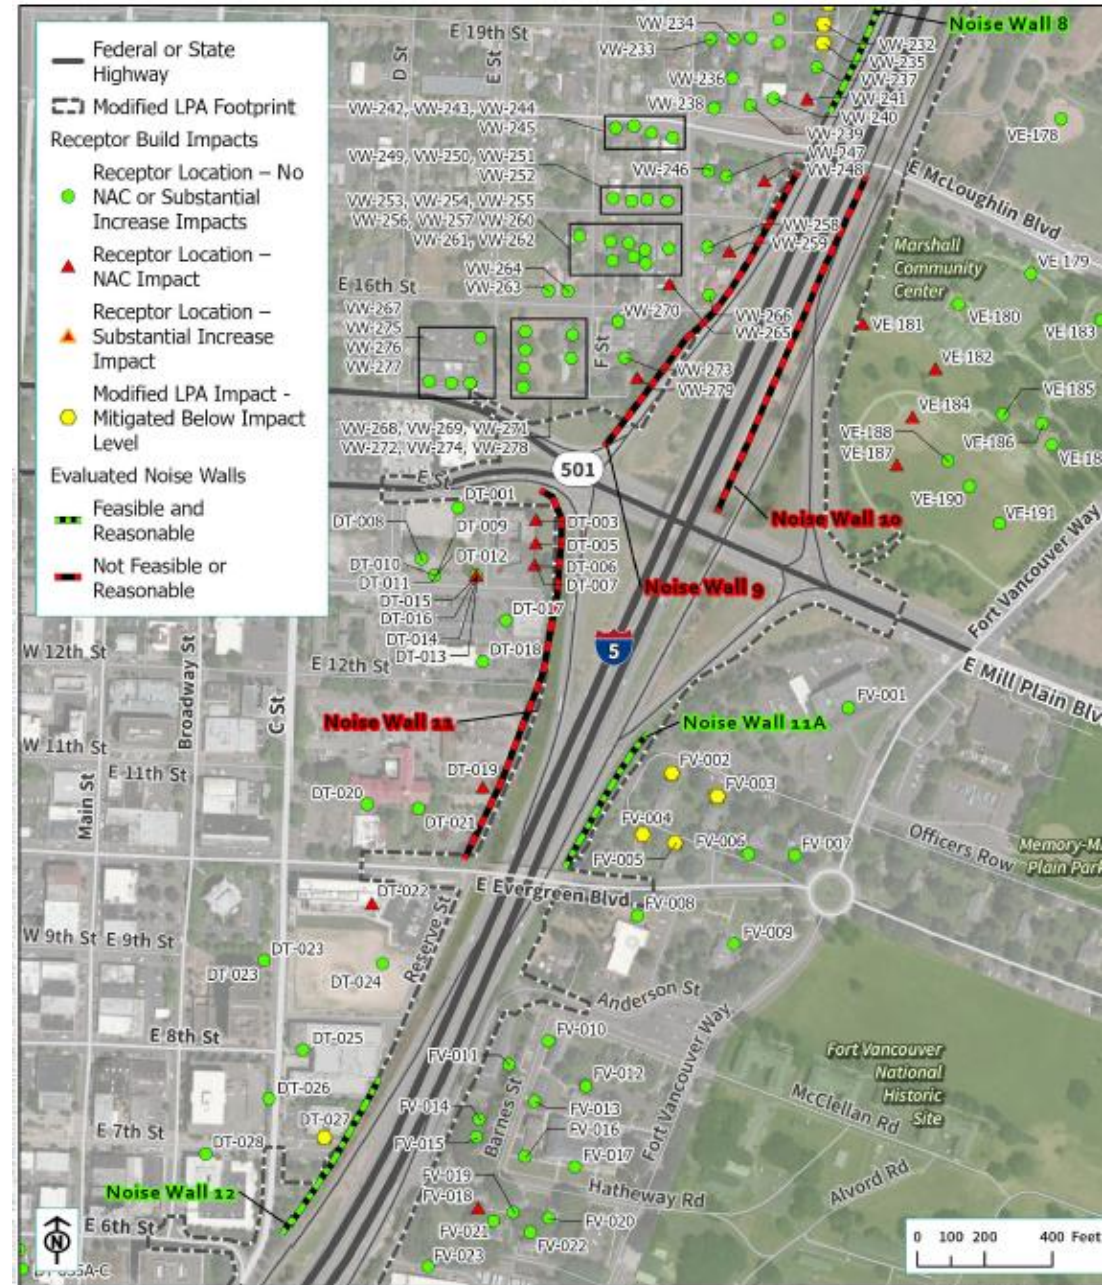 Federal or State
Highway
Modified LPA Footprint
Receptor Build Impacts
Receptor Location – No
NAC or Substantial
Increase Impacts
Receptor Location –
NAC Impact
Receptor Location –
Substantial Increase
Impact
Modified LPA Impact -
Mitigated Below Impact
Level
Evaluated Noise Walls
Feasible and
Reasonable
Not Feasible or
Reasonable
E 19th St
D St
E St
VW-234
VW-233
Noise Wall 8
VW-232
VW-235
VW-237
VW-236
VW-241
VW-238
VW-240
VW-239
VE-178
VW-242, VW-243, VW-244
VW-245
VW-247
VW-248
VW-246
VW-249, VW-250, VW-251
VW-252
E McLoughlin Blvd
VW-253, VW-254, VW-255
VW-256, VW-257 VW-260
VW-261, VW-262
VW-258
VW-259
Marshall
Community
Center
VE-179
VW-264
VW-263
E 16th St
VE-180
VW-267
VW-275
VW-276
VW-277
VW-270
VW-266
VW-265
VE-181
VE-183
F St
VE-182
VW-273
VW-279
VE-185
VE-184
VW-268, VW-269, VW-271
VW-272, VW-274, VW-278
VE-188
VE-186
VE-187
VE-18
501
E St
VE-190
VE-191
DT-001
DT-008
DT-009
DT-003
Noise Wall 10
DT-005
DT-012
DT-010
DT-006
DT-011
DT-007
Noise Wall 9
DT-015
DT-016
DT-017
DT-014
DT-013
DT-018
Fort Vancouver Way
W 12th St
E 12th St
5
E Mill Plain Blv
Broadway St
C St
FV-001
Noise Wall 11
Noise Wall 11A
W 11th St
E 11th St
Main St
DT-019
FV-002
FV-003
DT-020
DT-021
FV-004
FV-006
FV-007
FV-005
Officers Row
Memory-M
Plain Park
DT-022
E Evergreen Blvd
FV-008
W 9th St
E 9th St
Reserve St
FV-009
DT-023
DT-023
DT-024
Anderson St
E 8th St
DT-025
FV-010
FV-011
Fort Vancouver Way
Fort Vancouver
National
Historic
Site
FV-012
DT-026
FV-013
McClellan Rd
FV-014
Barnes St
E 7th St
DT-027
FV-016
DT-028
FV-015
FV-017
FV-019
Alvord Rd
Noise Wall 12
FV-018
Hatheway Rd
FV-020
FV-021
E 6th St
FV-022
FV-023
N
0 100 200 400 Feet